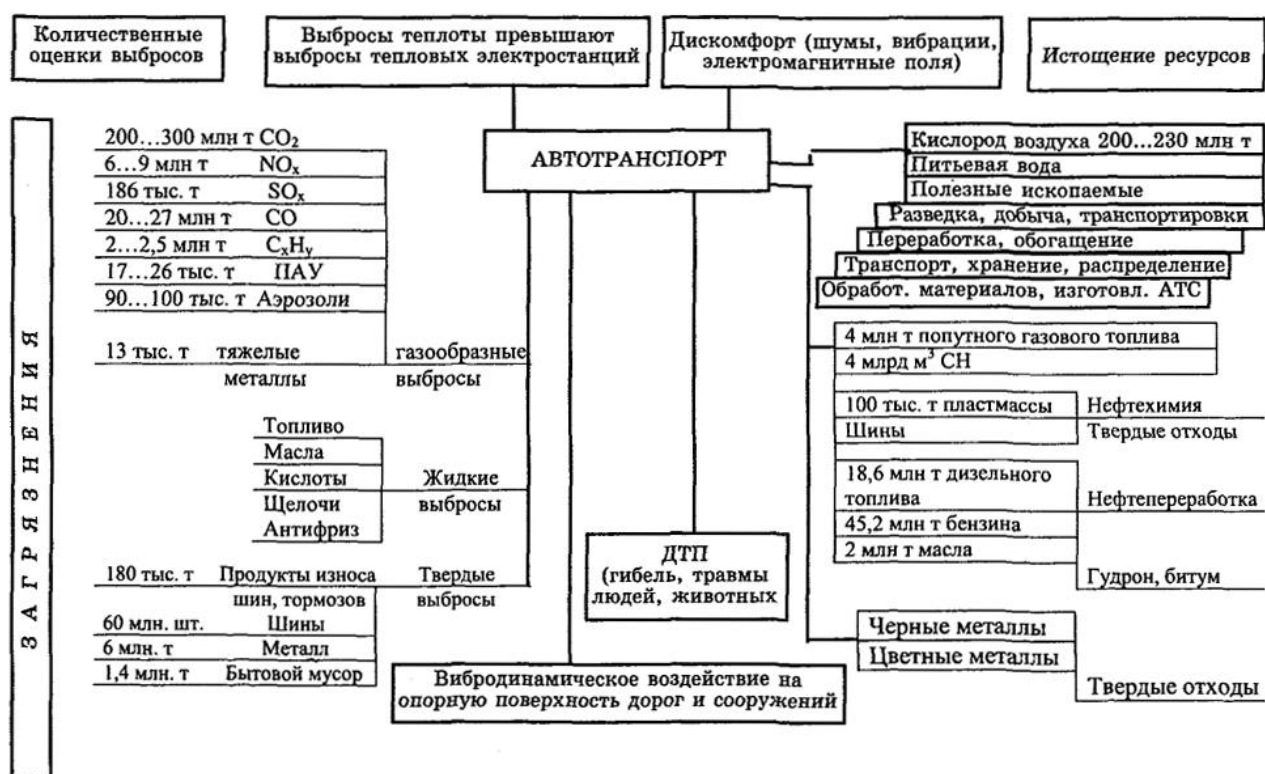 Количественные
оценки выбросов
Выбросы теплоты превышают
выбросы тепловых электростанций
Дискомфорт (шумы, вибрации,
электромагнитные поля)
Истощение ресурсов
ЗАГРЯЗНЕНИЯ
200...300 млн т CO₂
6...9 млн т NOₓ
186 тыс. т SOₓ
20...27 млн т CO
2...2,5 млн т CₓHᵧ
17...26 тыс. т ПАУ
90...100 тыс. т Аэрозоли
13 тыс. т тяжелые газообразные
металлы выбросы
Топливо
Масла
Кислоты Жидкие
Щелочи выбросы
Антифриз
180 тыс. т Продукты износа Твердые
шин, тормозов выбросы
60 млн. шт. Шины
6 млн. т Металл
1,4 млн. т Бытовой мусор
АВТОТРАНСПОРТ
ДТП
(гибель, травмы
людей, животных
Вибродинамическое воздействие на
опорную поверхность дорог и сооружений
Кислород воздуха 200...230 млн т
Питьевая вода
Полезные ископаемые
Разведка, добыча, транспортировки
Переработка, обогащение
Транспорт, хранение, распределение
Обработ. материалов, изготовл. АТС
4 млн т попутного газового топлива
4 млрд м³ СН
100 тыс. т пластмассы Нефтехимия
Шины Твердые отходы
18,6 млн т дизельного
топлива Нефтепереработка
45,2 млн т бензина
2 млн т масла
Гудрон, битум
Черные металлы
Цветные металлы
Твердые отходы